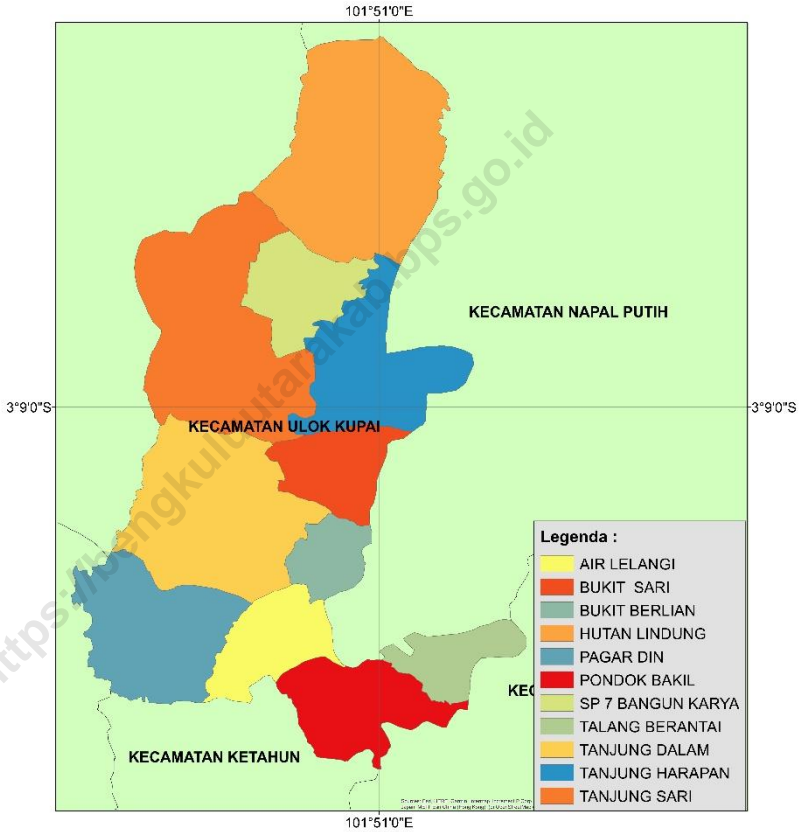 101°51'0"E
KECAMATAN NAPAL PUTIH
3°9'0"S
3°9'0"S
KECAMATAN ULOK KUPAI
https://bengkuluutarakab.bps.go.id
Legenda :
AIR LELANGI
BUKIT SARI
BUKIT BERLIAN
HUTAN LINDUNG
PAGAR DIN
PONDOK BAKIL
KEC
SP 7 BANGUN KARYA
TALANG BERANTAI
TANJUNG DALAM
KECAMATAN KETAHUN
TANJUNG HARAPAN
TANJUNG SARI
101°51'0"E